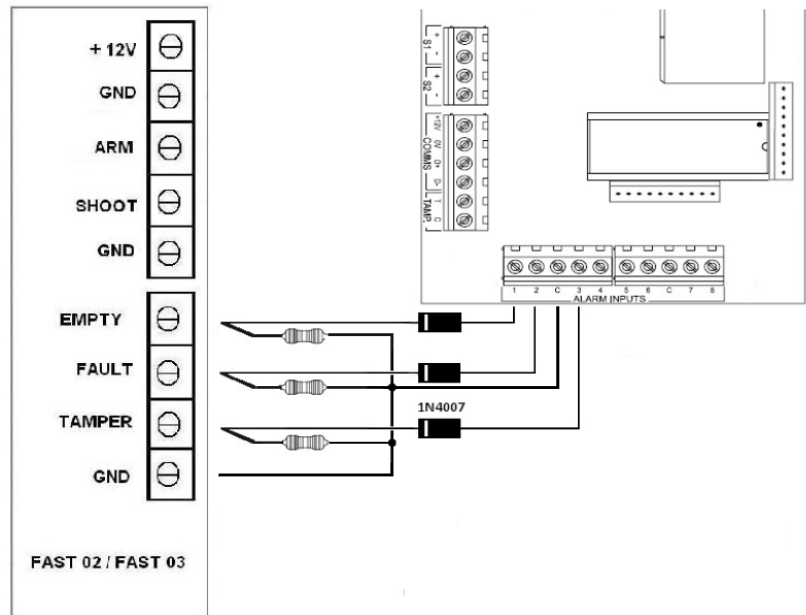 + 12V
GND
ARM
SHOOT
GND
EMPTY
FAULT
TAMPER
GND
FAST 02 / FAST 03
S1
+
-
S2
+
-
COMMS
+12V
0V
D+
D-
TAMP.
T
C
1 2 C 3 4 5 6 C 7 8
ALARM INPUTS
1N4007